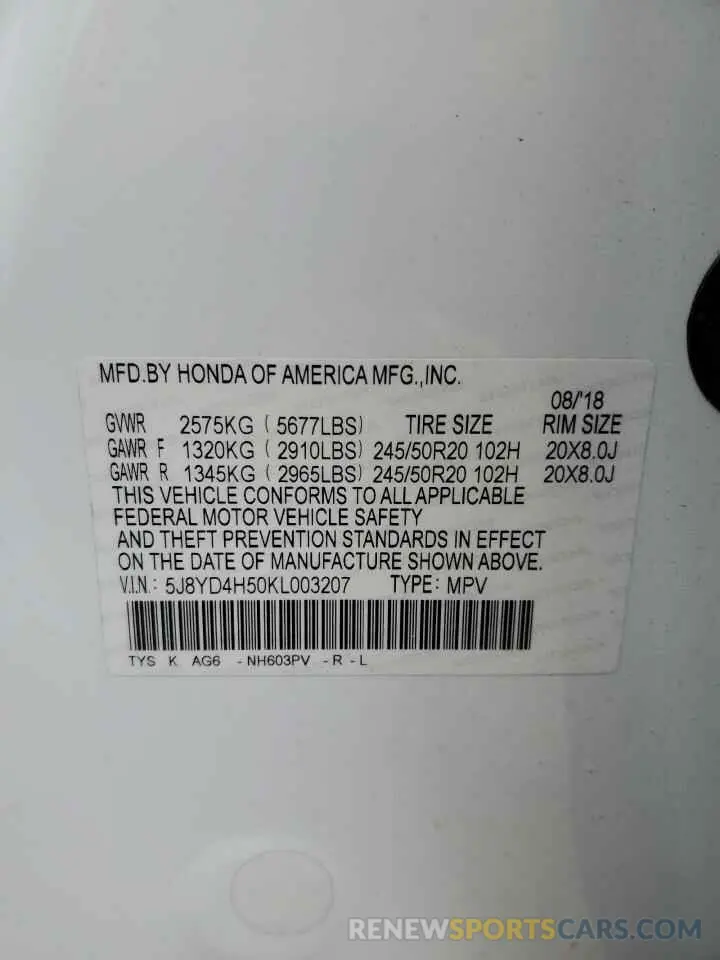 MFD.BY HONDA OF AMERICA MFG.,INC.
08/'18
GVWR 2575KG ( 5677LBS) TIRE SIZE RIM SIZE
GAWR F 1320KG ( 2910LBS) 245/50R20 102H 20X8.0J
GAWR R 1345KG ( 2965LBS) 245/50R20 102H 20X8.0J
THIS VEHICLE CONFORMS TO ALL APPLICABLE
FEDERAL MOTOR VEHICLE SAFETY
AND THEFT PREVENTION STANDARDS IN EFFECT
ON THE DATE OF MANUFACTURE SHOWN ABOVE.
V.I.N.: 5J8YD4H50KL003207 TYPE: MPV
TYS K AG6 -NH603PV -R-L
RENEWSPORTSCARS.COM